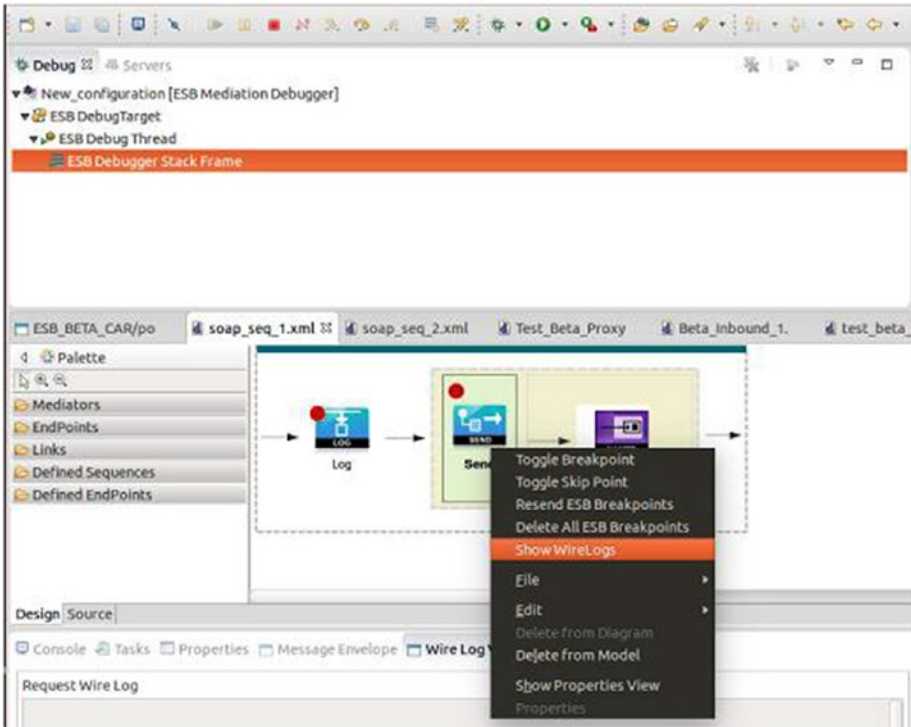 Debug Servers
New_configuration [ESB Mediation Debugger]
ESB DebugTarget
ESB Debug Thread
ESB Debugger Stack Frame
ESB_BETA_CAR/po soap_seq_1.xml soap_seq_2.xml Test_Beta_Proxy Beta_Inbound_1. test_beta_
Palette
Mediators
EndPoints
Links
Defined Sequences
Defined EndPoints
LOG
Log
SEND
Send
Toggle Breakpoint
Toggle Skip Point
Resend ESB Breakpoints
Delete All ESB Breakpoints
Show WireLogs
File
Edit
Delete from Diagram
Delete from Model
Show Properties View
Properties
Design Source
Console Tasks Properties Message Envelope Wire Log
Request Wire Log